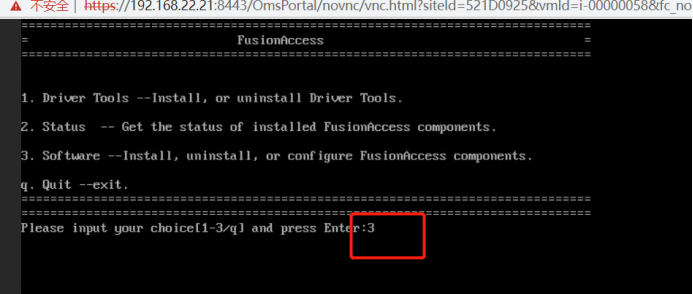 不安全 | https://192.168.22.21:8443/OmsPortal/novnc/vnc.html?siteId=521D0925&vmId=i-00000058&fc_no
==============================================================================
= FusionAccess =
==============================================================================
1. Driver Tools --Install, or uninstall Driver Tools.
2. Status -- Get the status of installed FusionAccess components.
3. Software --Install, uninstall, or configure FusionAccess components.
q. Quit --exit.
==============================================================================
==============================================================================
Please input your choice[1-3/q] and press Enter:3